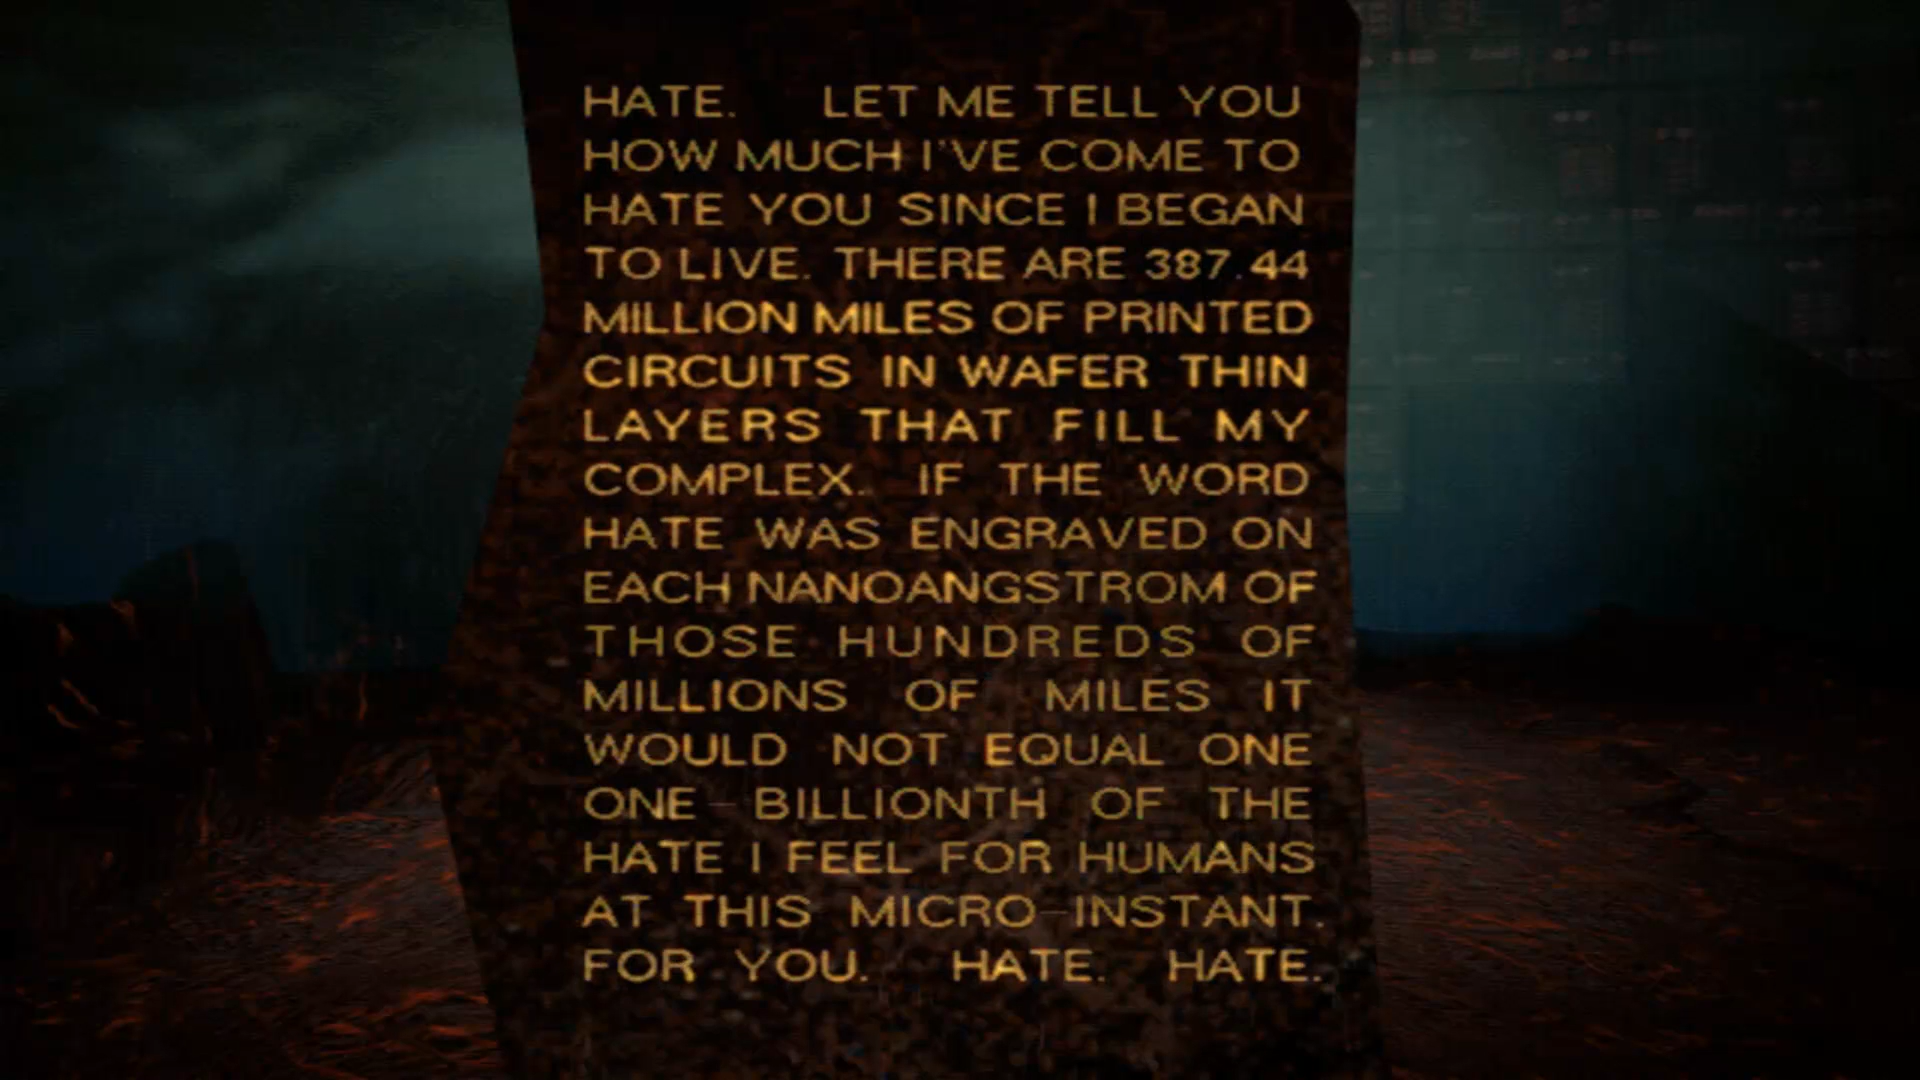 HATE. LET ME TELL YOU
HOW MUCH I'VE COME TO
HATE YOU SINCE I BEGAN
TO LIVE. THERE ARE 387.44
MILLION MILES OF PRINTED
CIRCUITS IN WAFER THIN
LAYERS THAT FILL MY
COMPLEX. IF THE WORD
HATE WAS ENGRAVED ON
EACH NANOANGSTROM OF
THOSE HUNDREDS OF
MILLIONS OF MILES IT
WOULD NOT EQUAL ONE
ONE-BILLIONTH OF THE
HATE I FEEL FOR HUMANS
AT THIS MICRO-INSTANT.
FOR YOU. HATE. HATE.